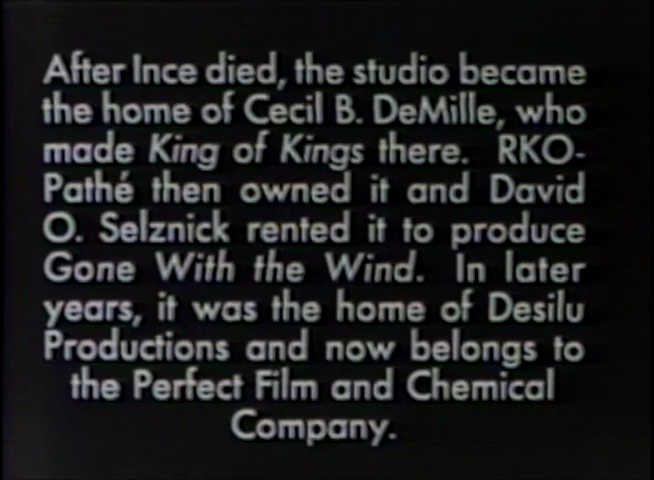 After Ince died, the studio became
the home of Cecil B. DeMille, who
made King of Kings there. RKO-
Pathé then owned it and David
O. Selznick rented it to produce
Gone With the Wind. In later
years, it was the home of Desilu
Productions and now belongs to
the Perfect Film and Chemical
Company.